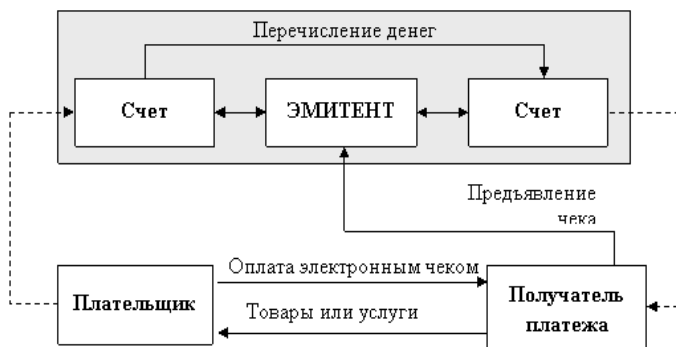 Перечисление денег
Счет
ЭМИТЕНТ
Счет
Предъявление
чека
Оплата электронным чеком
Плательщик
Товары или услуги
Получатель
платежа